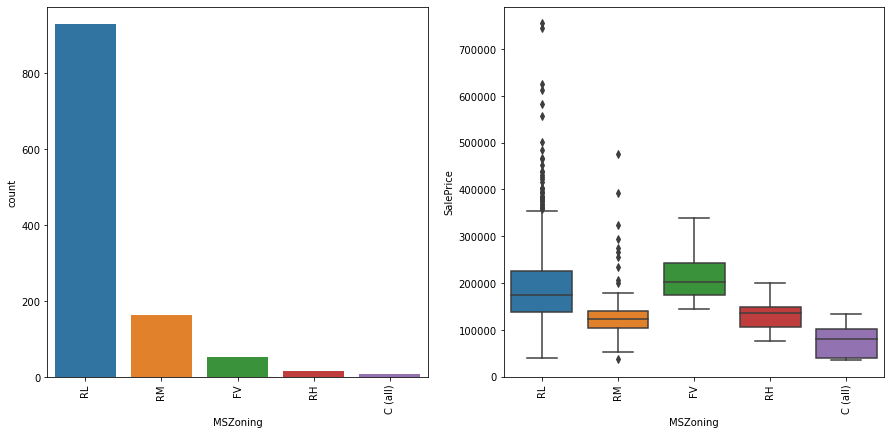 800
600
400
200
0
count
RL
RM
FV
RH
C (all)
MSZoning
700000
600000
500000
400000
300000
200000
100000
0
SalePrice
RL
RM
FV
RH
C (all)
MSZoning